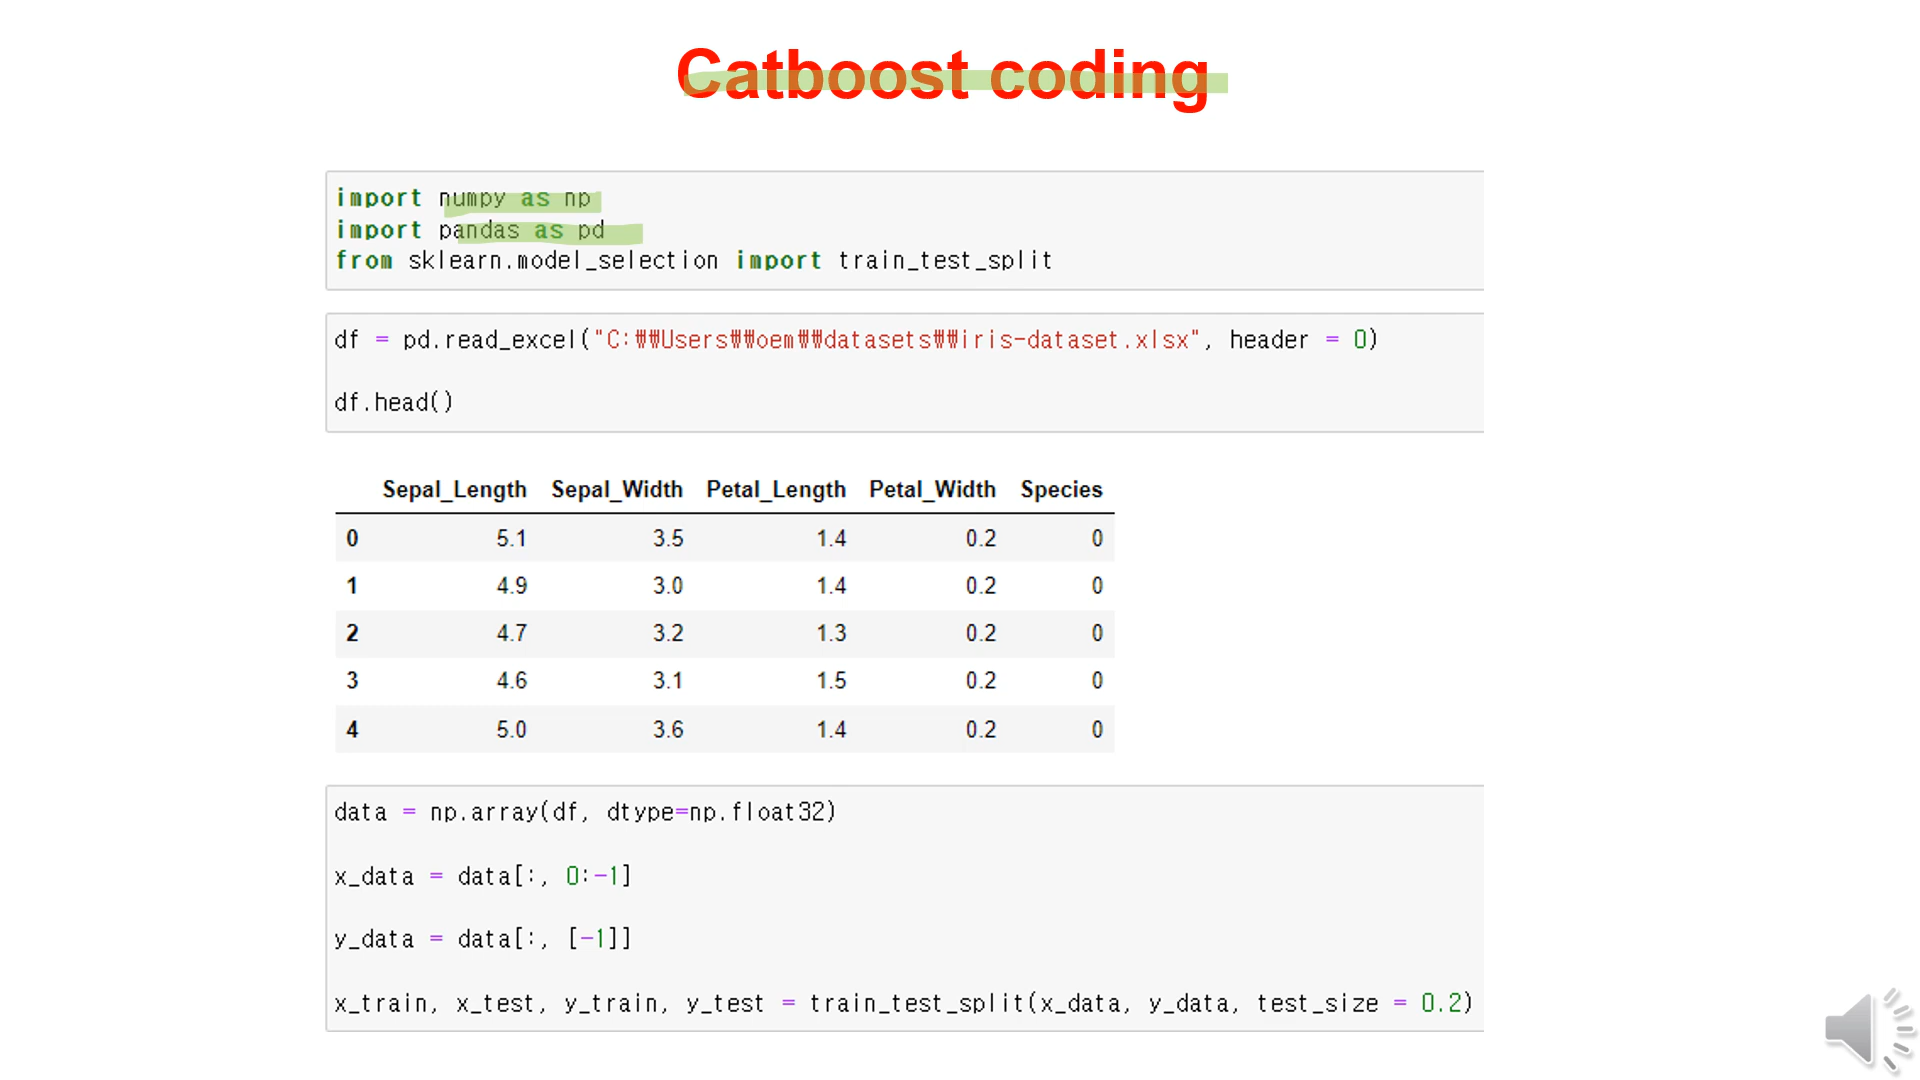 Catboost coding
import numpy as np
import pandas as pd
from sklearn.model_selection import train_test_split
df = pd.read_excel("C:₩₩Users₩₩oem₩₩datasets₩₩iris-dataset.xlsx", header = 0)
df.head()
Sepal_Length Sepal_Width Petal_Length Petal_Width Species
0 5.1 3.5 1.4 0.2 0
1 4.9 3.0 1.4 0.2 0
2 4.7 3.2 1.3 0.2 0
3 4.6 3.1 1.5 0.2 0
4 5.0 3.6 1.4 0.2 0
data = np.array(df, dtype=np.float32)
x_data = data[:, 0:-1]
y_data = data[:, [-1]]
x_train, x_test, y_train, y_test = train_test_split(x_data, y_data, test_size = 0.2)